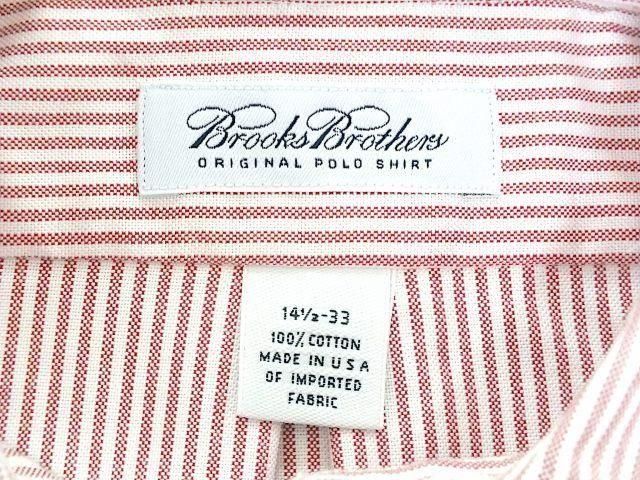 Brooks Brothers
ORIGINAL POLO SHIRT
14½-33
100% COTTON
MADE IN U S A
OF IMPORTED
FABRIC